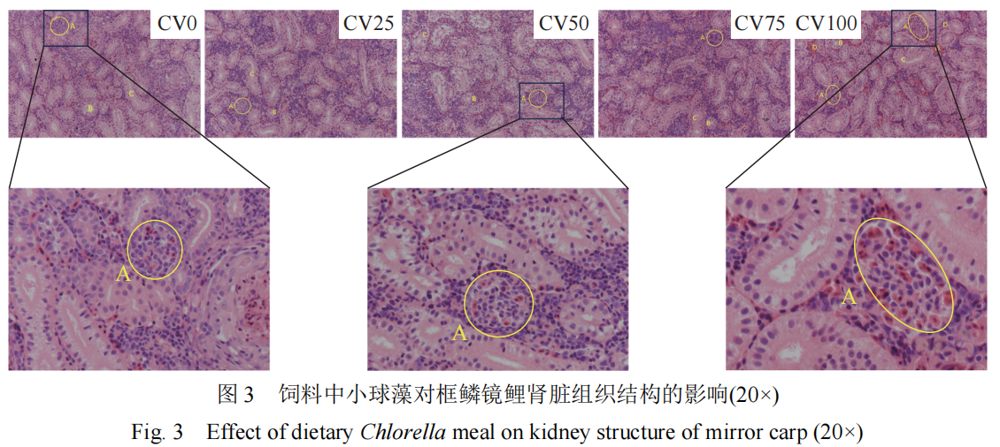 CV0 CV25 CV50 CV75 CV100
A B C
A B C
C B A
A C B
A D B D C A
A A A
图 3 饲料中小球藻对框鳞镜鲤肾脏组织结构的影响(20×)
Fig. 3 Effect of dietary Chlorella meal on kidney structure of mirror carp (20×)